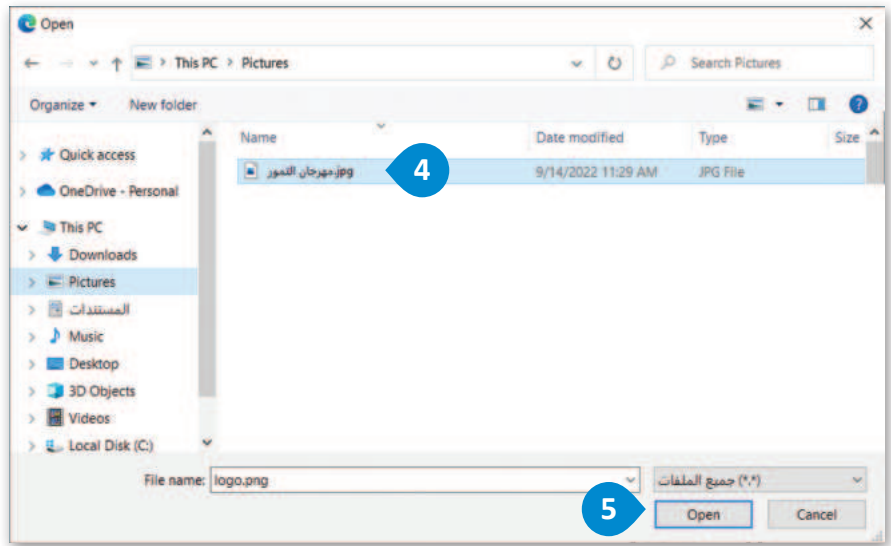 Open
This PC > Pictures
Search Pictures
Organize
New folder
Name
Date modified
Type
Size
jpg.مهرجان التمور
4
9/14/2022 11:29 AM
JPG File
Quick access
OneDrive - Personal
This PC
Downloads
Pictures
المستندات
Music
Desktop
3D Objects
Videos
Local Disk (C:)
File name:
logo.png
جميع الملفات (*.*)
5
Open
Cancel